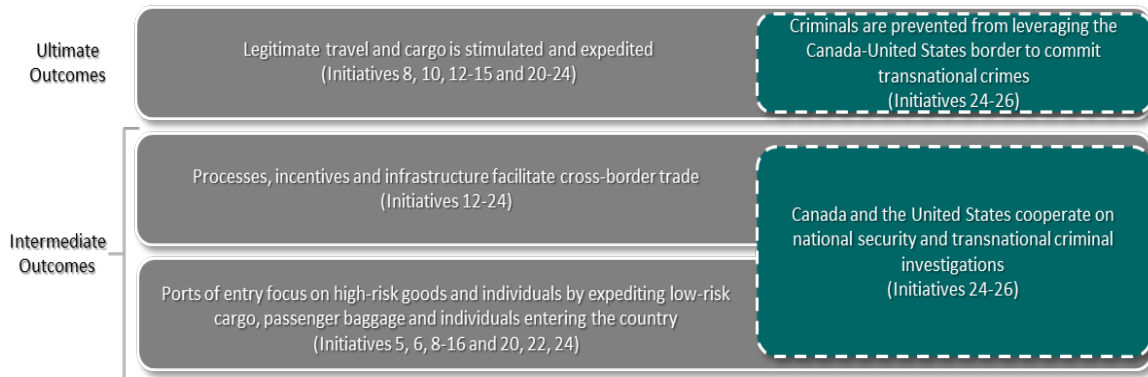 Ultimate
Outcomes
Legitimate travel and cargo is stimulated and expedited
(Initiatives 8, 10, 12-15 and 20-24)
Criminals are prevented from leveraging the
Canada-United States border to commit
transnational crimes
(Initiatives 24-26)
Intermediate
Outcomes
Processes, incentives and infrastructure facilitate cross-border trade
(Initiatives 12-24)
Ports of entry focus on high-risk goods and individuals by expediting low-risk
cargo, passenger baggage and individuals entering the country
(Initiatives 5, 6, 8-16 and 20, 22, 24)
Canada and the United States cooperate on
national security and transnational criminal
investigations
(Initiatives 24-26)